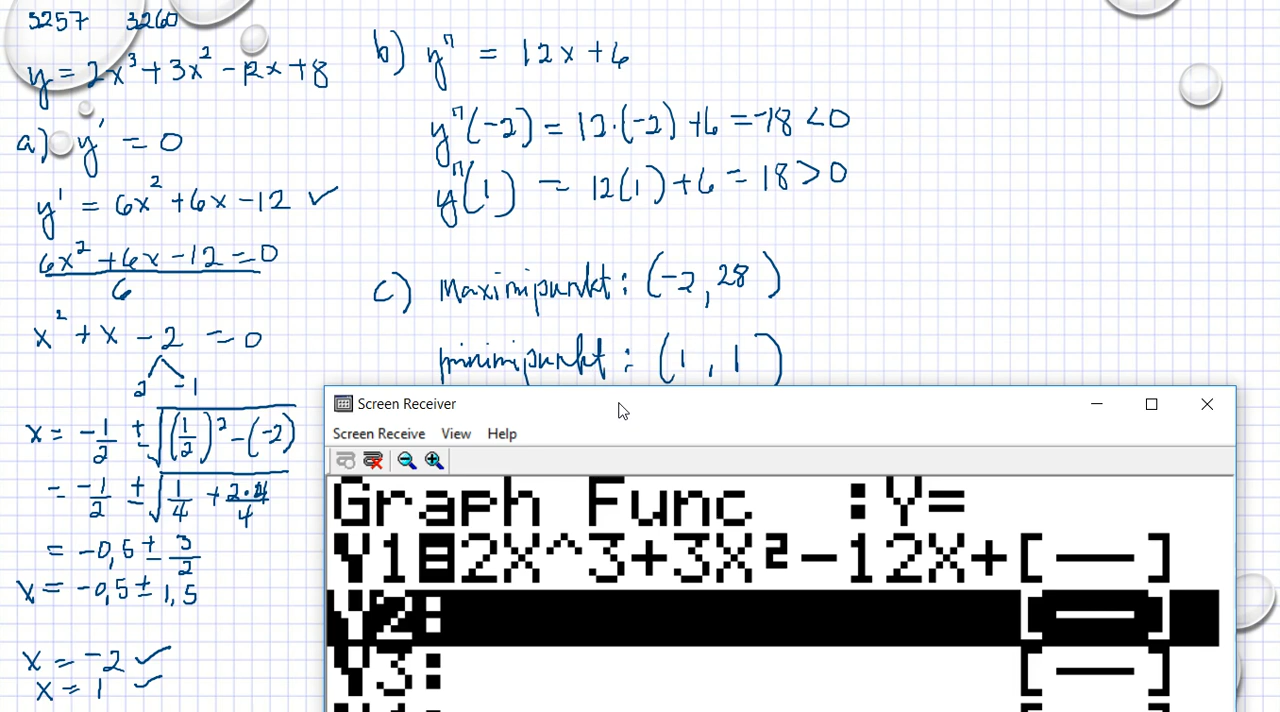 3257 3260
y = 2x³ + 3x² - 12x + 8
a) y' = 0
y' = 6x² + 6x - 12 ✓
6x² + 6x - 12 = 0
6
x² + x - 2 = 0
2 -1
x = -1/2 ± √((1/2)² - (-2))
= -1/2 ± √(1/4 + 2·4/4)
= -0,5 ± 3/2
x = -0,5 ± 1,5
x = -2 ✓
x = 1 ✓
b) y" = 12x + 6
y"(-2) = 12·(-2) + 6 = -18 < 0
y"(1) = 12(1) + 6 = 18 > 0
c) Maximipunkt: (-2, 28)
minimipunkt: (1, 1)
Screen Receiver
Screen Receive View Help
Graph Func :Y=
Y1=2X^3+3X²-12X+[—]
Y2: [—]
Y3: [—]